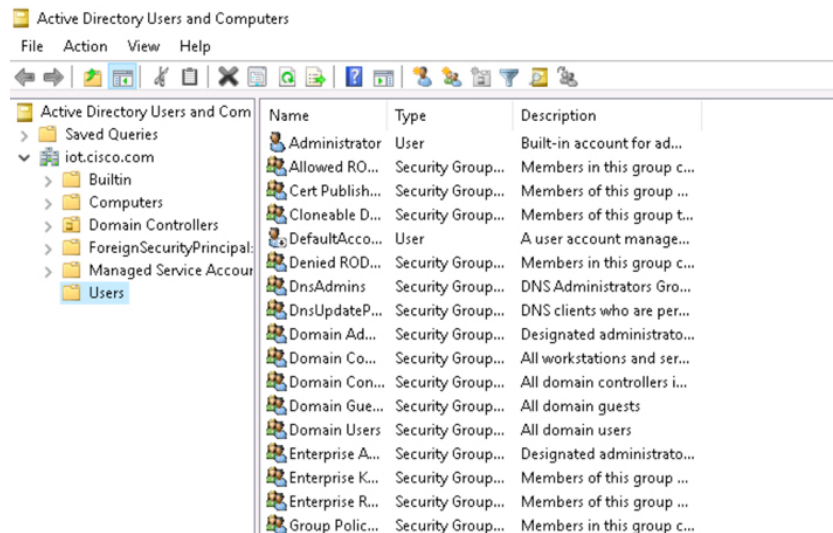 Active Directory Users and Computers
File Action View Help
Active Directory Users and Com
Saved Queries
iot.cisco.com
Builtin
Computers
Domain Controllers
ForeignSecurityPrincipal:
Managed Service Accour
Users
Name Type Description
Administrator User Built-in account for ad...
Allowed RO... Security Group... Members in this group c...
Cert Publish... Security Group... Members of this group ...
Cloneable D... Security Group... Members of this group t...
DefaultAcco... User A user account manage...
Denied ROD... Security Group... Members in this group c...
DnsAdmins Security Group... DNS Administrators Gro...
DnsUpdateP... Security Group... DNS clients who are per...
Domain Ad... Security Group... Designated administrato...
Domain Co... Security Group... All workstations and ser...
Domain Con... Security Group... All domain controllers i...
Domain Gue... Security Group... All domain guests
Domain Users Security Group... All domain users
Enterprise A... Security Group... Designated administrato...
Enterprise K... Security Group... Members of this group ...
Enterprise R... Security Group... Members of this group ...
Group Polic... Security Group... Members in this group c...